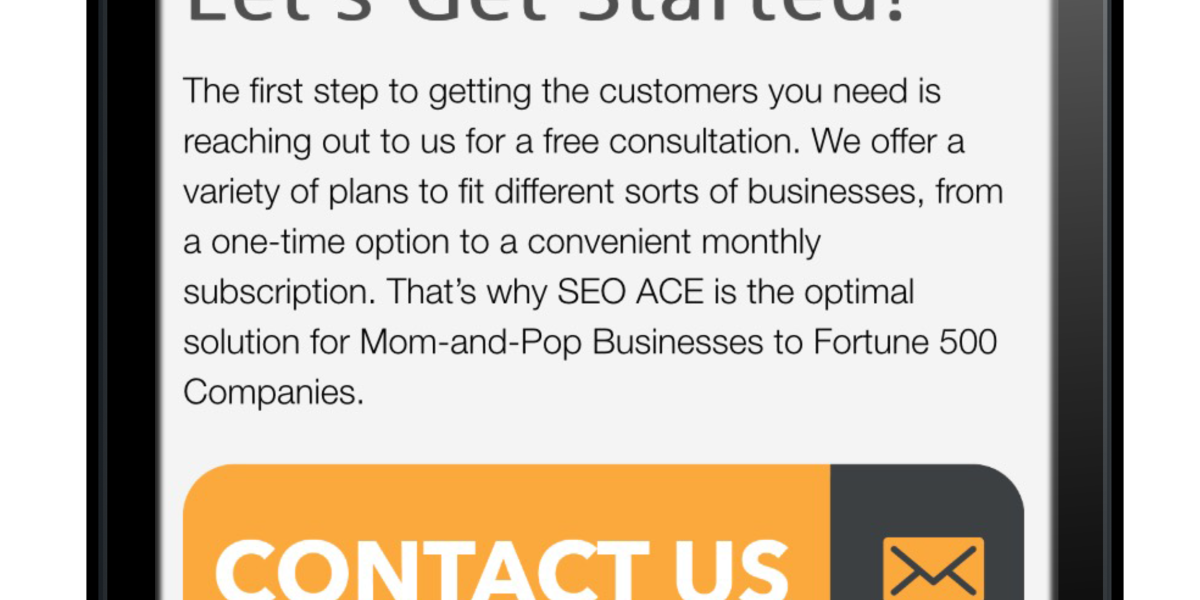 Let's Get Started!
The first step to getting the customers you need is
reaching out to us for a free consultation. We offer a
variety of plans to fit different sorts of businesses, from
a one-time option to a convenient monthly
subscription. That’s why SEO ACE is the optimal
solution for Mom-and-Pop Businesses to Fortune 500
Companies.
CONTACT US